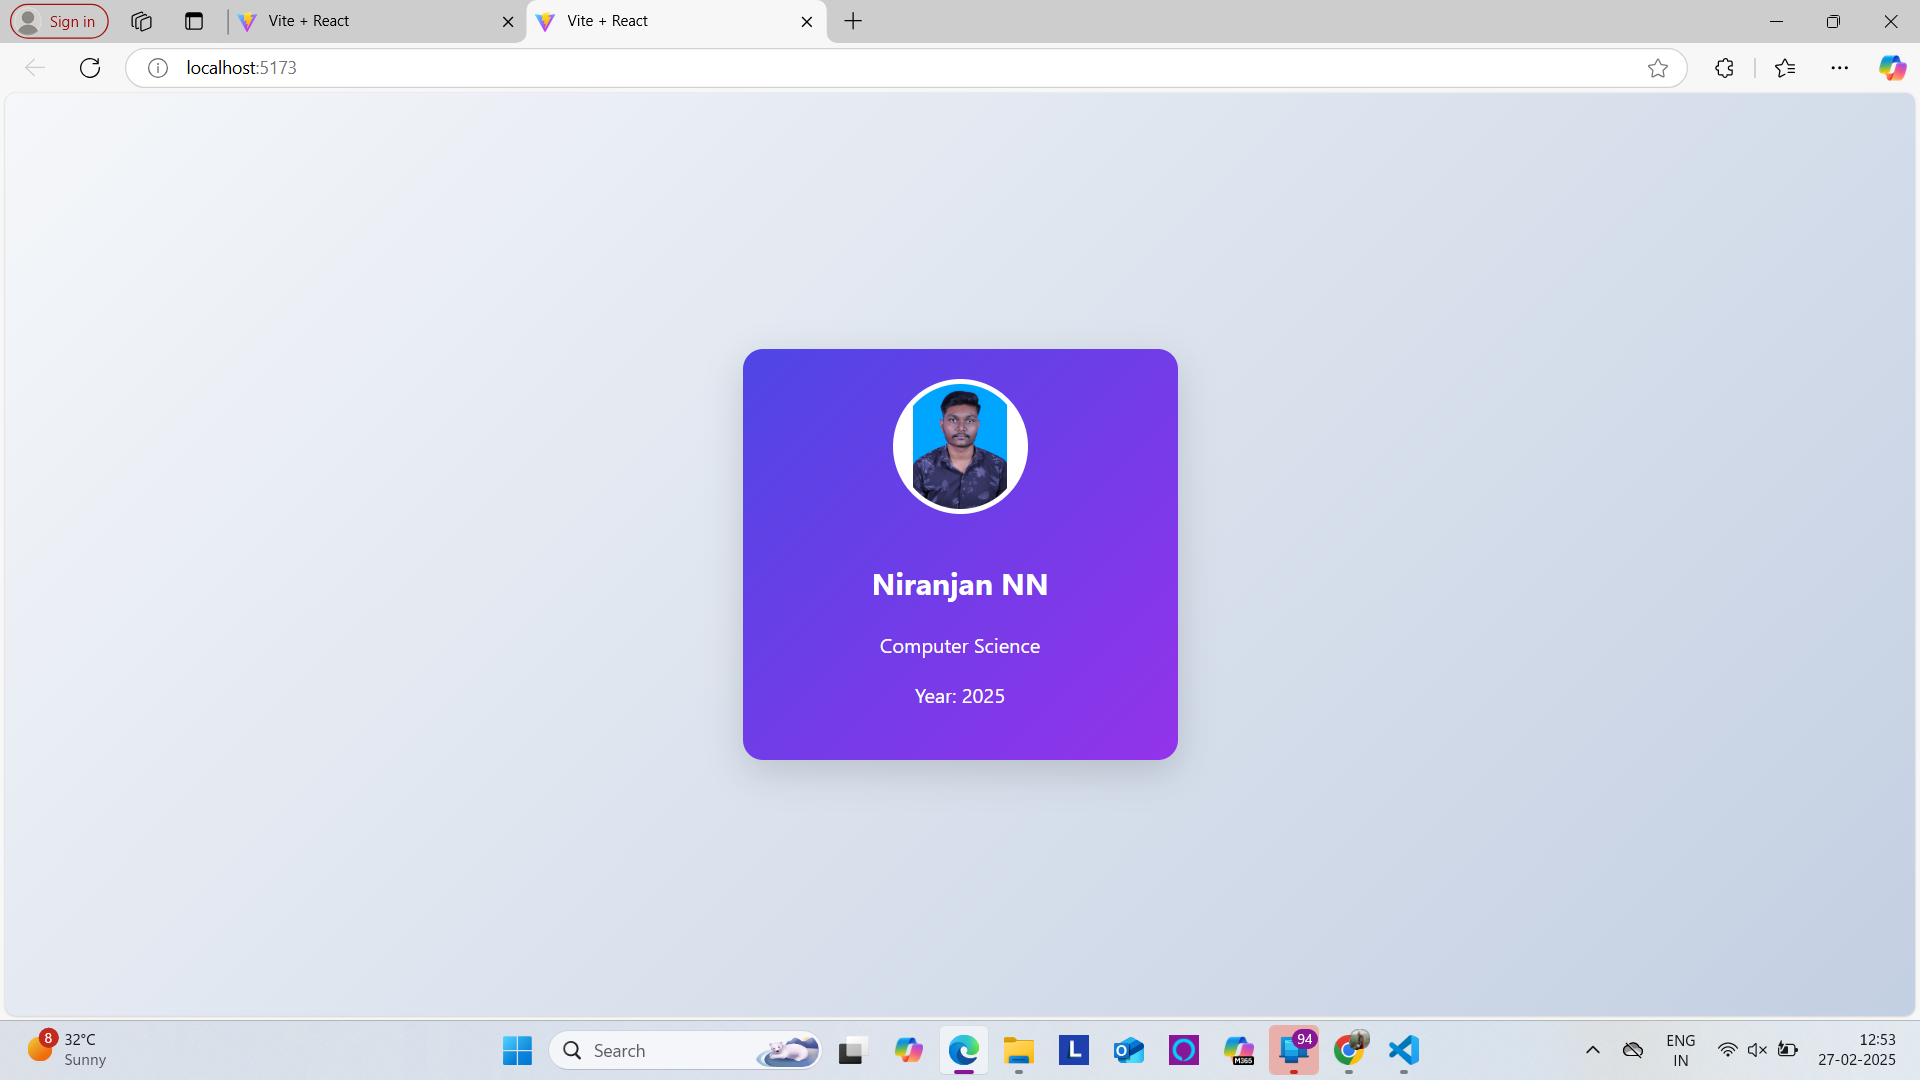 Sign in
Vite + React
Vite + React
localhost:5173
Niranjan NN
Computer Science
Year: 2025
8
32°C
Sunny
Search
L
O
M365
94
ENG
IN
12:53
27-02-2025